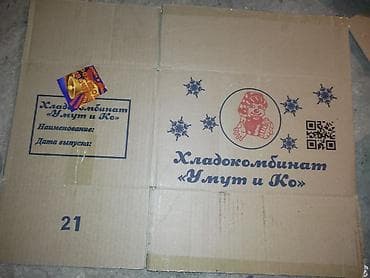 Хладокомбинат
«Умут и Ко»
Наименование:
Дата выпуска:
21
Хладокомбинат
«Умут и Ко»